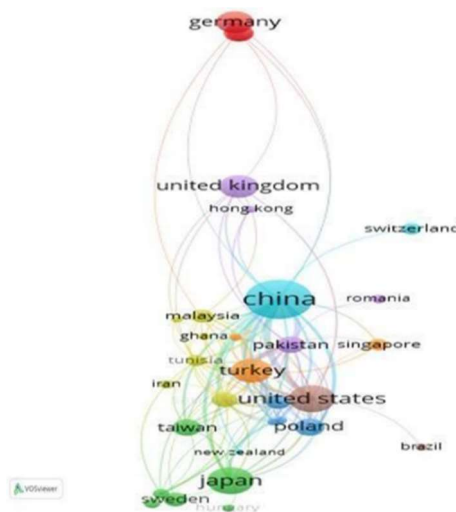 germany
united kingdom
hong kong
switzerland
china
romania
malaysia
ghana
pakistan
singapore
tunisia
turkey
iran
united states
taiwan
poland
brazil
new zealand
japan
sweden
hungary
VOSviewer